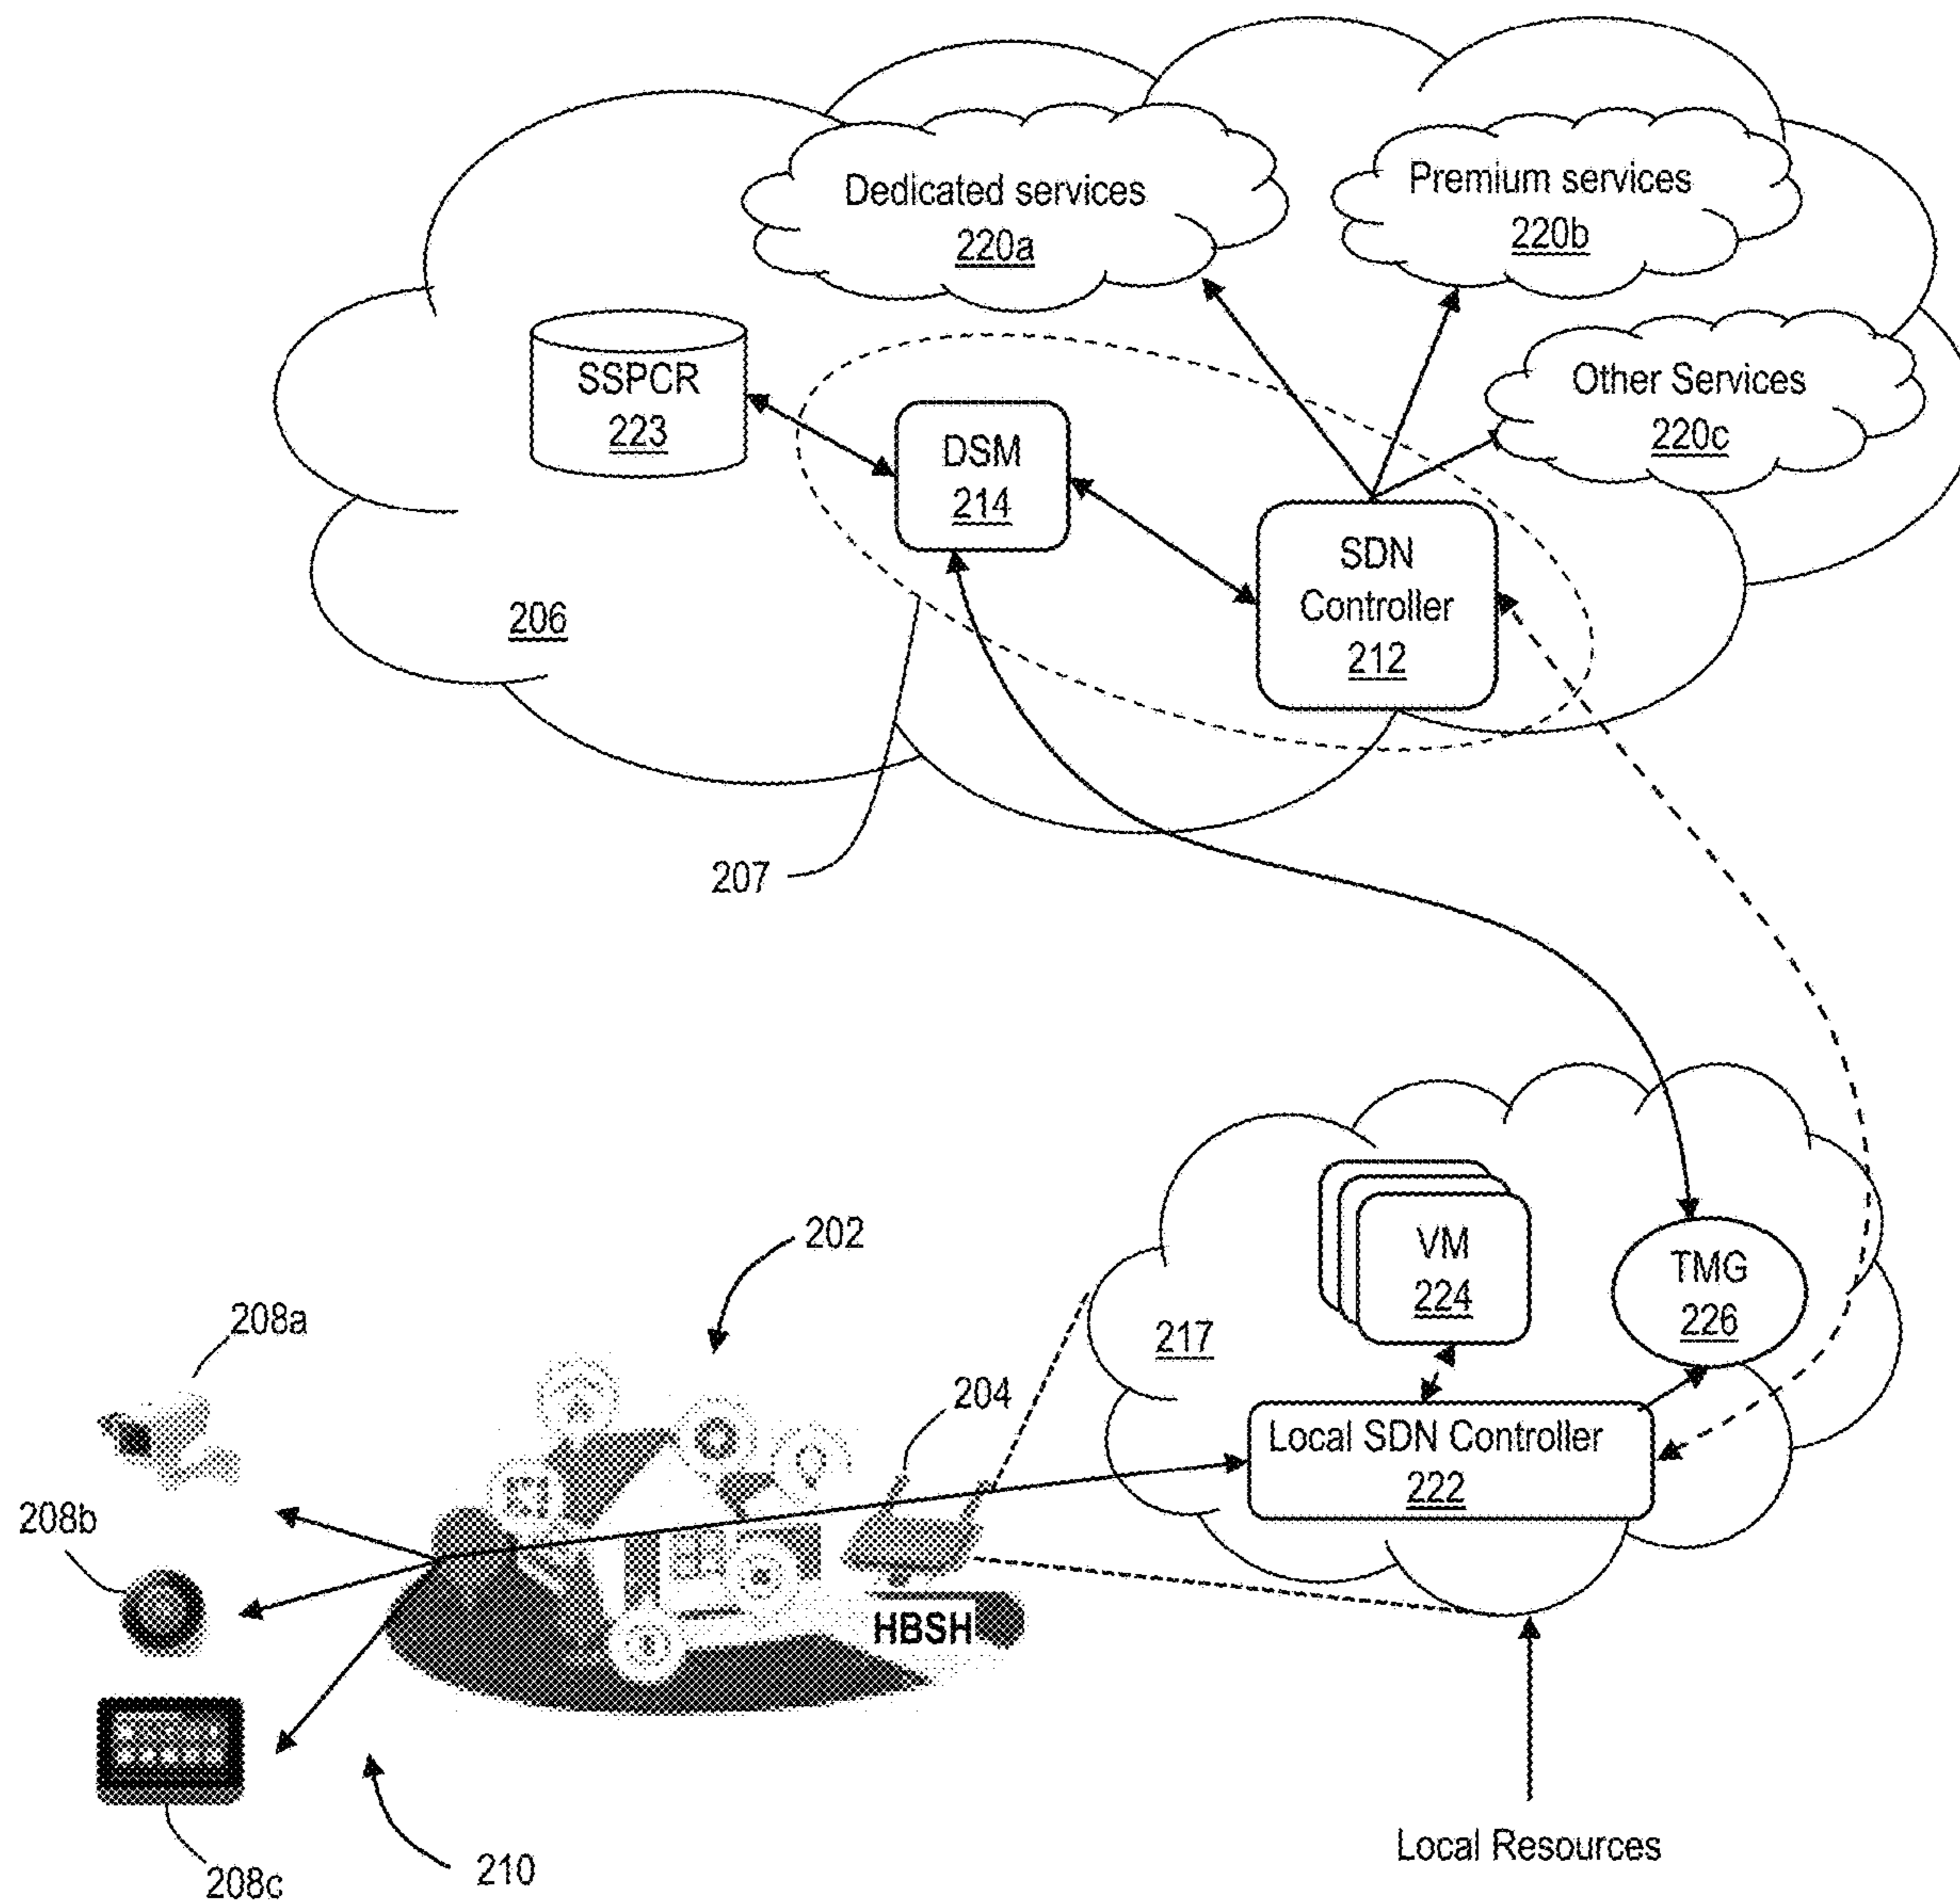 Dedicated services
220a
Premium services
220b
SSPCR
223
Other Services
220c
DSM
214
SDN
Controller
212
206
207
202
VM
224
TMG
226
217
208a
204
Local SDN Controller
222
208b
HBSH
208c
210
Local Resources